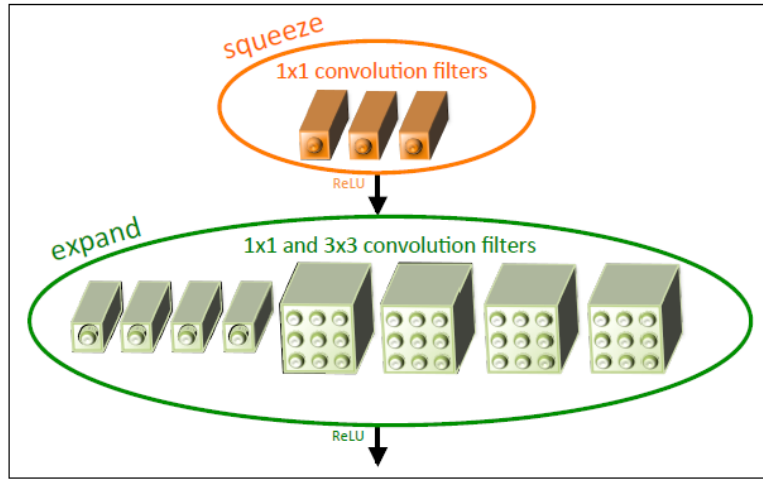 squeeze
1x1 convolution filters
ReLU
expand
1x1 and 3x3 convolution filters
ReLU